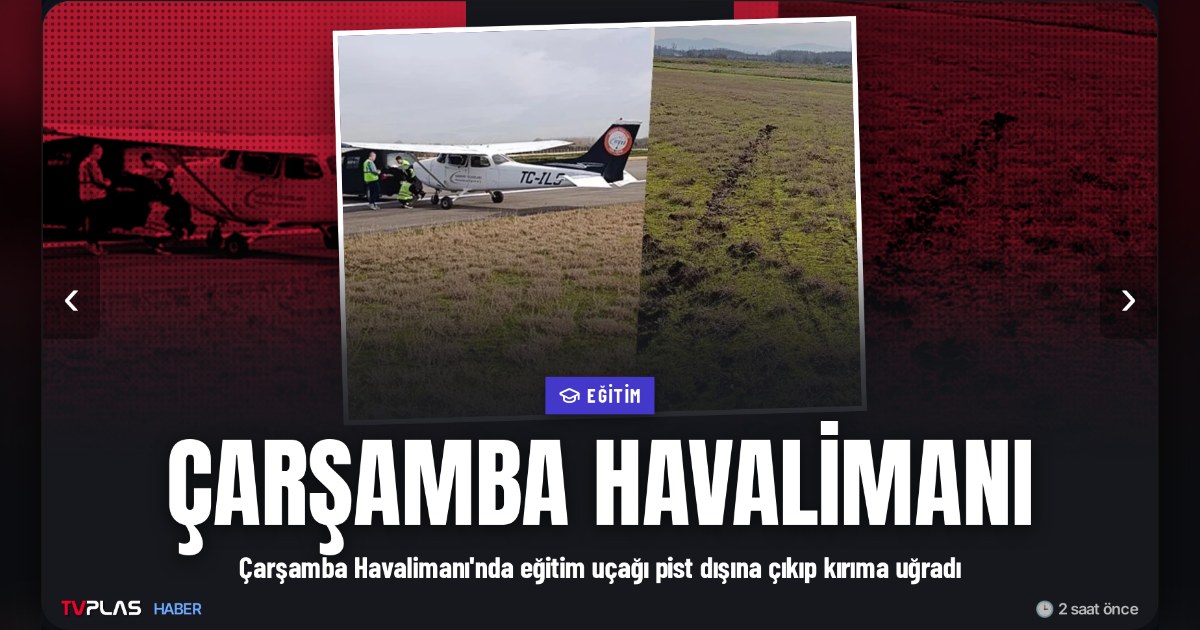 TC-ILS
EĞİTİM
ÇARŞAMBA HAVALİMANI
Çarşamba Havalimanı'nda eğitim uçağı pist dışına çıkıp kırıma uğradı
TVPLAS HABER
2 saat önce